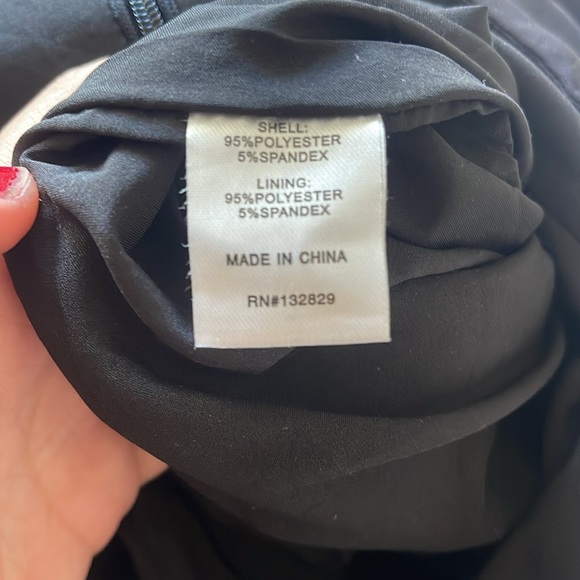 SHELL:
95%POLYESTER
5%SPANDEX
LINING:
95%POLYESTER
5%SPANDEX
MADE IN CHINA
RN#132829